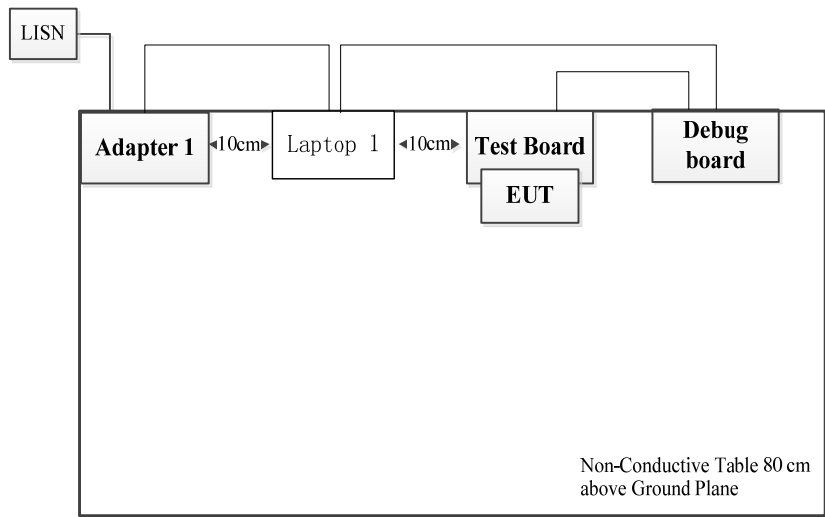 LISN
Adapter 1
10cm
Laptop 1
10cm
Test Board
EUT
Debug
board
Non-Conductive Table 80 cm
above Ground Plane